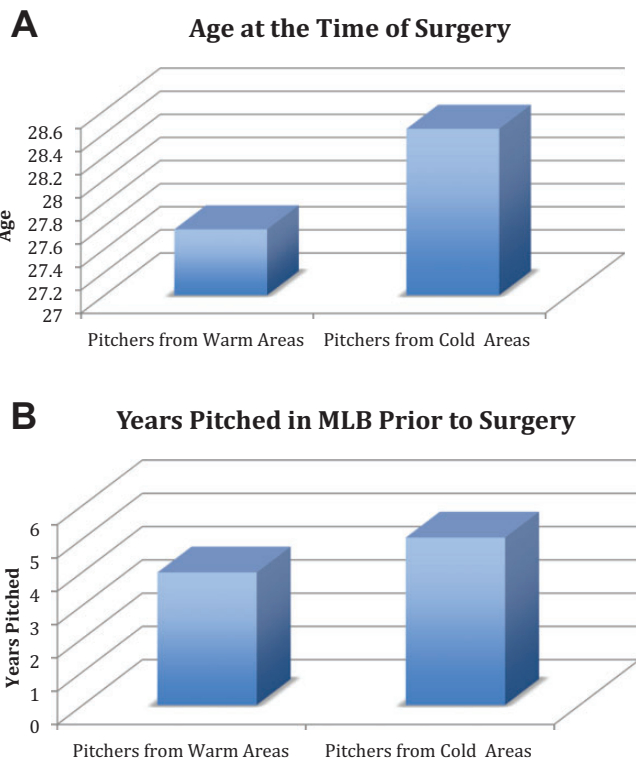 A
Age at the Time of Surgery
28.6
28.4
28.2
28
27.8
27.6
27.4
27.2
27
Age
Pitchers from Warm Areas
Pitchers from Cold Areas
B
Years Pitched in MLB Prior to Surgery
6
5
4
3
2
1
0
Years Pitched
Pitchers from Warm Areas
Pitchers from Cold Areas